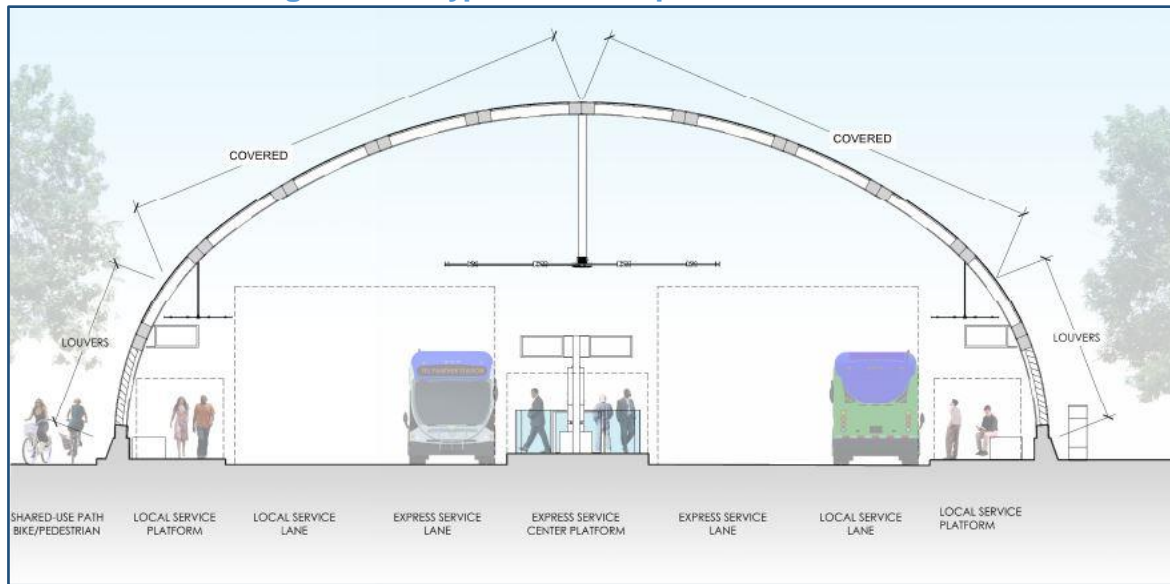 COVERED
COVERED
LOUVERS
LOUVERS
SHARED-USE PATH
BIKE/PEDESTRIAN
LOCAL SERVICE
PLATFORM
LOCAL SERVICE
LANE
EXPRESS SERVICE
LANE
EXPRESS SERVICE
CENTER PLATFORM
EXPRESS SERVICE
LANE
LOCAL SERVICE
LANE
LOCAL SERVICE
PLATFORM